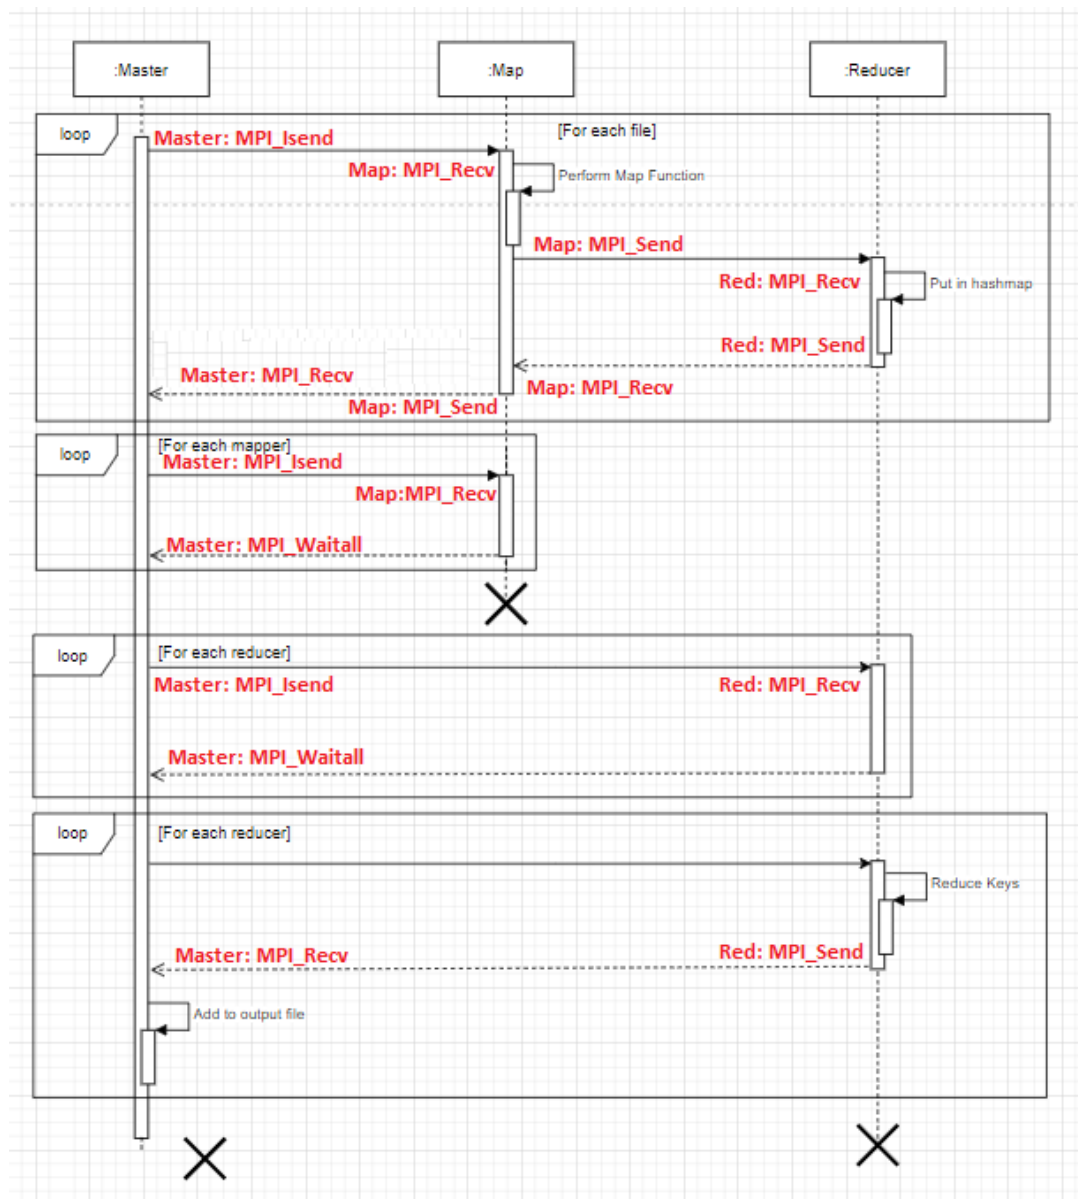 :Master
:Map
:Reducer
loop
[For each file]
Master: MPI_Isend
Map: MPI_Recv
Perform Map Function
Map: MPI_Send
Red: MPI_Recv
Put in hashmap
Red: MPI_Send
Master: MPI_Recv
Map: MPI_Recv
Map: MPI_Send
loop
[For each mapper]
Master: MPI_Isend
Map:MPI_Recv
Master: MPI_Waitall
loop
[For each reducer]
Master: MPI_Isend
Red: MPI_Recv
Master: MPI_Waitall
loop
[For each reducer]
Reduce Keys
Master: MPI_Recv
Red: MPI_Send
Add to output file